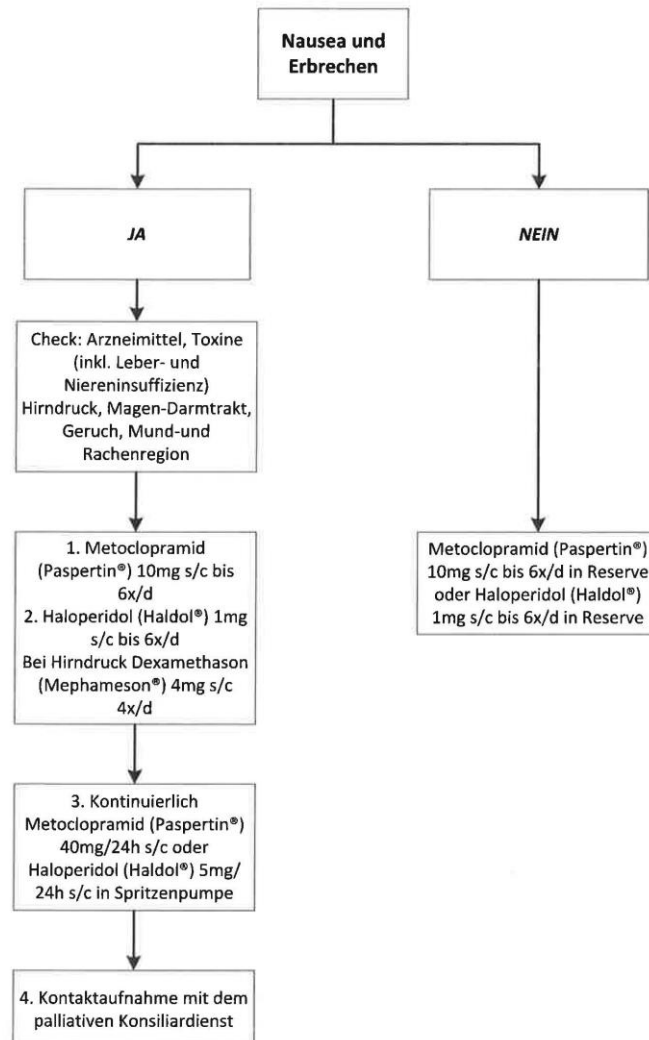 Nausea und
Erbrechen
JA
NEIN
Check: Arzneimittel, Toxine
(inkl. Leber- und
Niereninsuffizienz)
Hirndruck, Magen-Darmtrakt,
Geruch, Mund-und
Rachenregion
1. Metoclopramid
(Paspertin®) 10mg s/c bis
6x/d
2. Haloperidol (Haldol®) 1mg
s/c bis 6x/d
Bei Hirndruck Dexamethason
(Mephameson®) 4mg s/c
4x/d
Metoclopramid (Paspertin®)
10mg s/c bis 6x/d in Reserve
oder Haloperidol (Haldol®)
1mg s/c bis 6x/d in Reserve
3. Kontinuierlich
Metoclopramid (Paspertin®)
40mg/24h s/c oder
Haloperidol (Haldol®) 5mg/
24h s/c in Spritzenpumpe
4. Kontaktaufnahme mit dem
palliativen Konsiliardienst